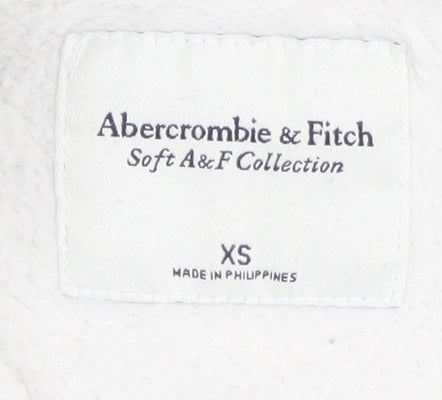 Abercrombie & Fitch
Soft A&F Collection
XS
MADE IN PHILIPPINES